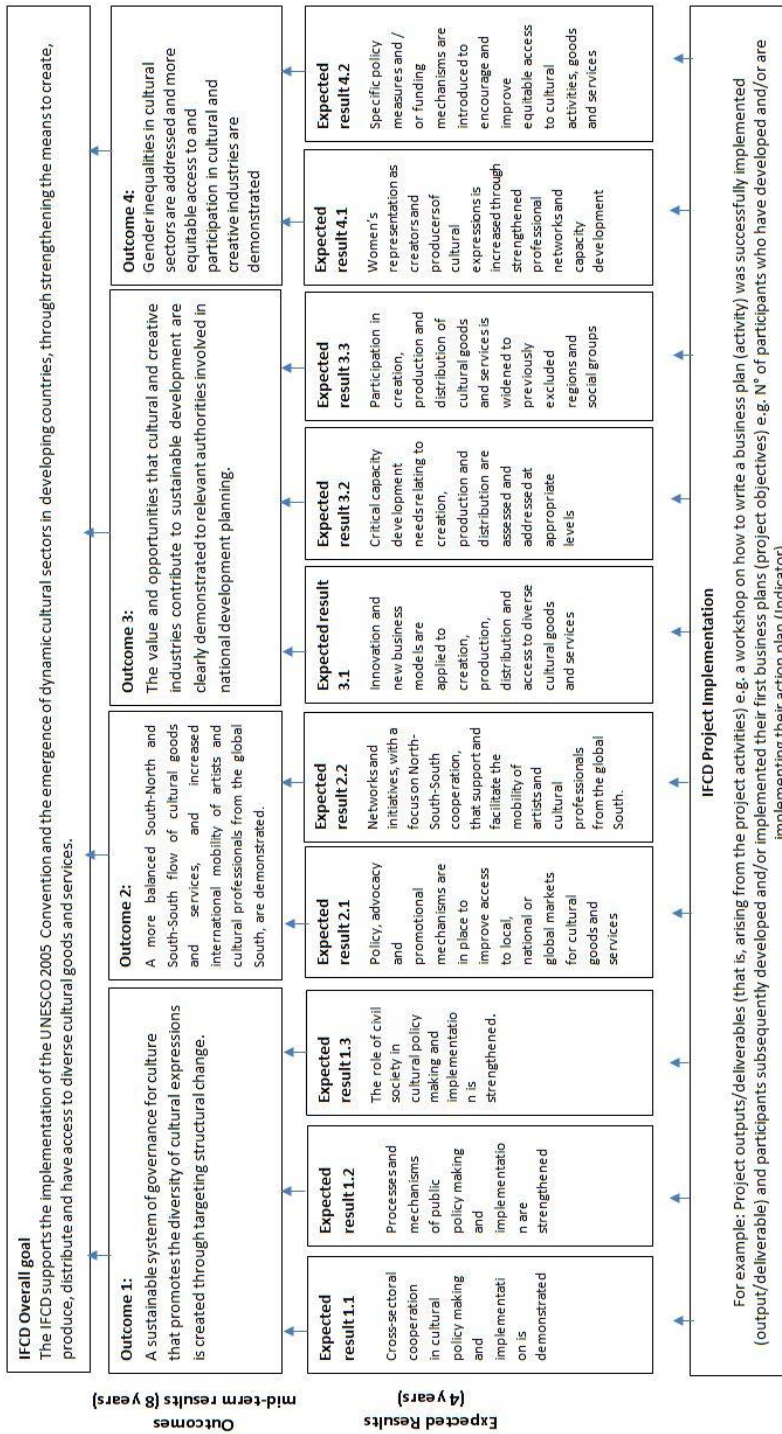 IFCD Overall goal
The IFCD supports the implementation of the UNESCO 2005 Convention and the emergence of dynamic cultural sectors in developing countries, through strengthening the means to create,
produce, distribute and have access to diverse cultural goods and services.
Outcomes
mid-term results (8 years)
Outcome 1:
A sustainable system of governance for culture
that promotes the diversity of cultural expressions
is created through targeting structural change.
Outcome 2:
A more balanced South-North and
South-South flow of cultural goods
and services, and increased
international mobility of artists and
cultural professionals from the global
South, are demonstrated.
Outcome 3:
The value and opportunities that cultural and creative
industries contribute to sustainable development are
clearly demonstrated to relevant authorities involved in
national development planning.
Outcome 4:
Gender inequalities in cultural
sectors are addressed and more
equitable access to and
participation in cultural and
creative industries are
demonstrated
Expected Results
(4 years)
Expected
result 1.1
Cross-sectoral
cooperation
in cultural
policy making
and
implementati
on is
demonstrated
Expected
result 1.2
Processes and
mechanisms
of public
policy making
and
implementatio
n are
strengthened
Expected
result 1.3
The role of civil
society in
cultural policy
making and
implementatio
n is
strengthened.
Expected
result 2.1
Policy, advocacy
and
promotional
mechanisms are
in place to
improve access
to local,
national or
global markets
for cultural
goods and
services
Expected
result 2.2
Networks and
initiatives, with a
focus on North-
South-South
cooperation,
that support and
facilitate the
mobility of
artists and
cultural
professionals
from the global
South.
Expected result
3.1
Innovation and
new business
models are
applied to
creation,
production,
distribution and
access to diverse
cultural goods
and services
Expected
result 3.2
Critical capacity
development
needs relating to
creation,
production and
distribution are
assessed and
addressed at
appropriate
levels
Expected
result 3.3
Participation in
creation,
production and
distribution of
cultural goods
and services is
widened to
previously
excluded
regions and
social groups
Expected
result 4.1
Women's
representation as
creators and
producers of
cultural
expressions is
increased through
strengthened
professional
networks and
capacity
development
Expected
result 4.2
Specific policy
measures and /
or funding
mechanisms are
introduced to
encourage and
improve
equitable access
to cultural
activities, goods
and services
IFCD Project Implementation
For example: Project outputs/deliverables (that is, arising from the project activities) e.g. a workshop on how to write a business plan (activity) was successfully implemented
(output/deliverable) and participants subsequently developed and/or implemented their first business plans (project objectives) e.g. N° of participants who have developed and/or are
implementing their action plan (Indicator)